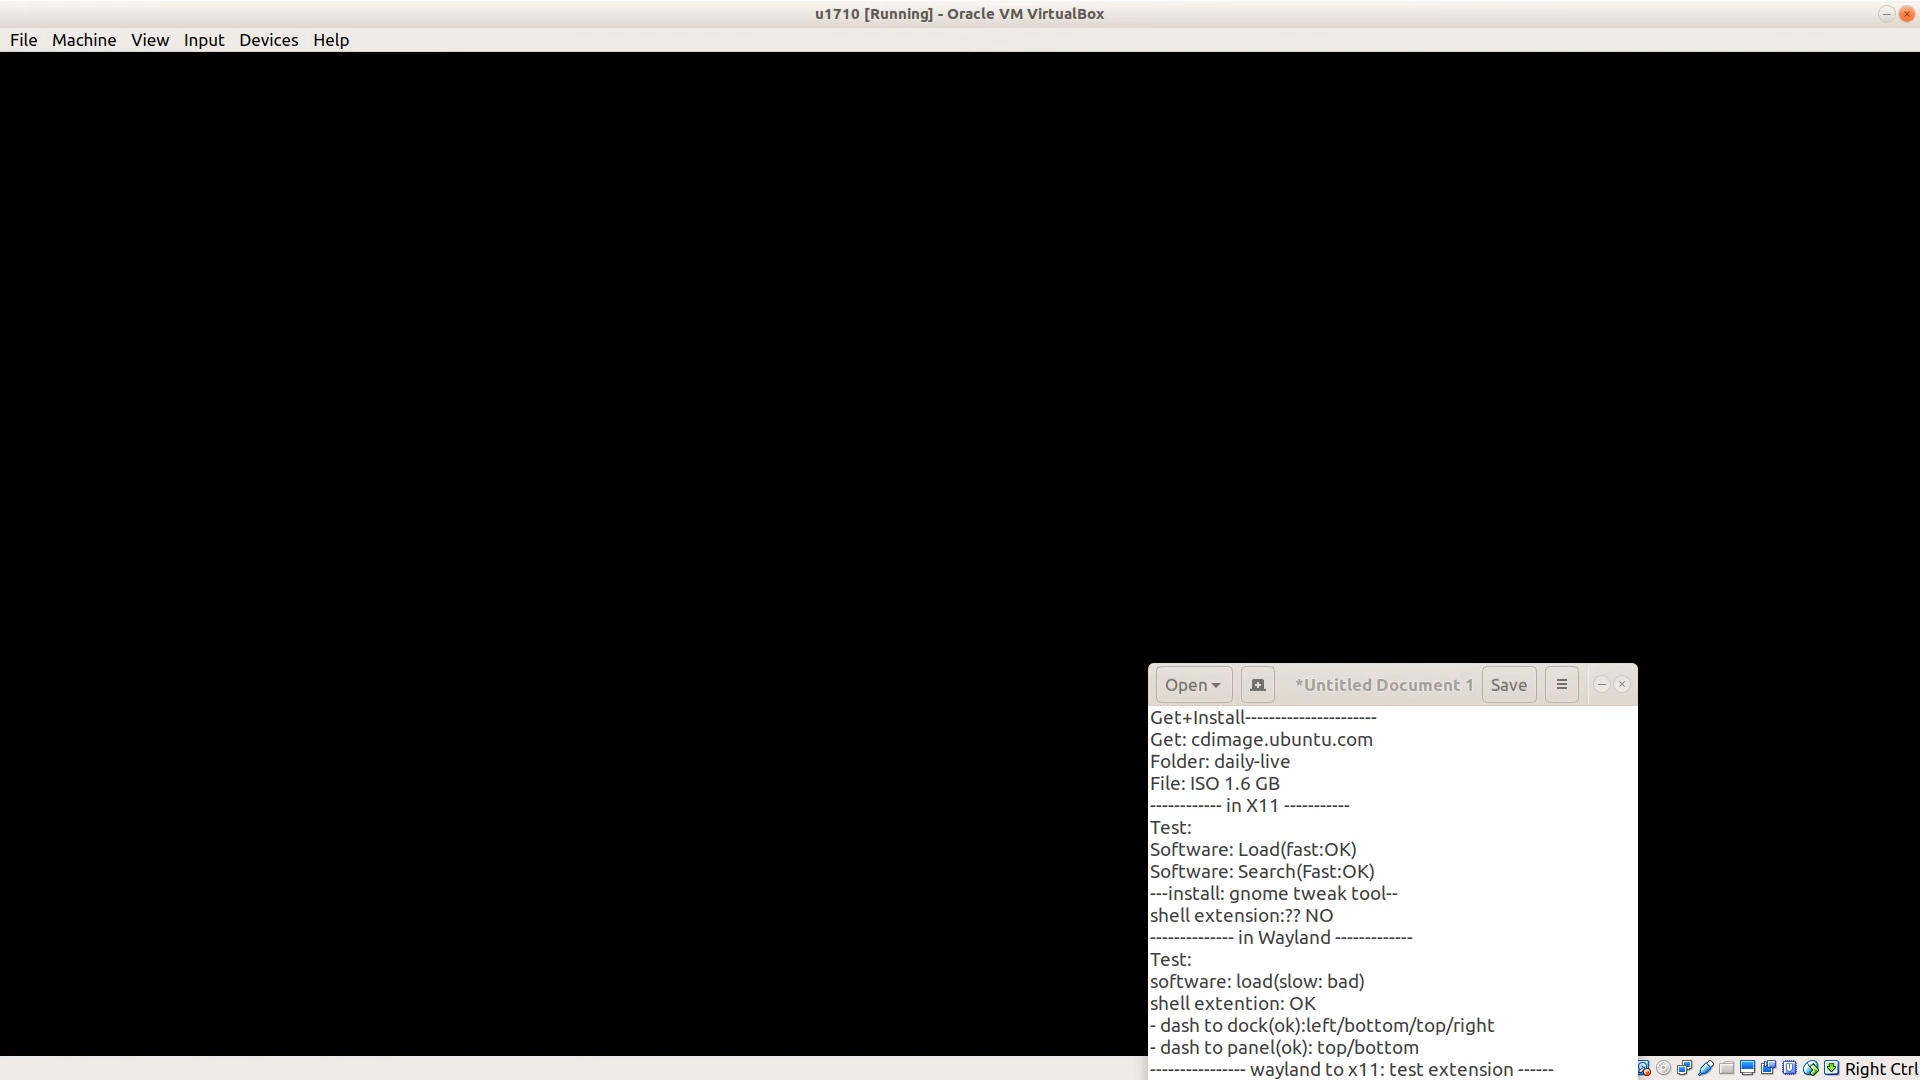 u1710 [Running] - Oracle VM VirtualBox
File Machine View Input Devices Help
Open *Untitled Document 1 Save
Get+Install----------------------
Get: cdimage.ubuntu.com
Folder: daily-live
File: ISO 1.6 GB
------------ in X11 -----------
Test:
Software: Load(fast:OK)
Software: Search(Fast:OK)
---install: gnome tweak tool--
shell extension:?? NO
-------------- in Wayland -------------
Test:
software: load(slow: bad)
shell extention: OK
- dash to dock(ok):left/bottom/top/right
- dash to panel(ok): top/bottom
---------------- wayland to x11: test extension ------
Right Ctrl